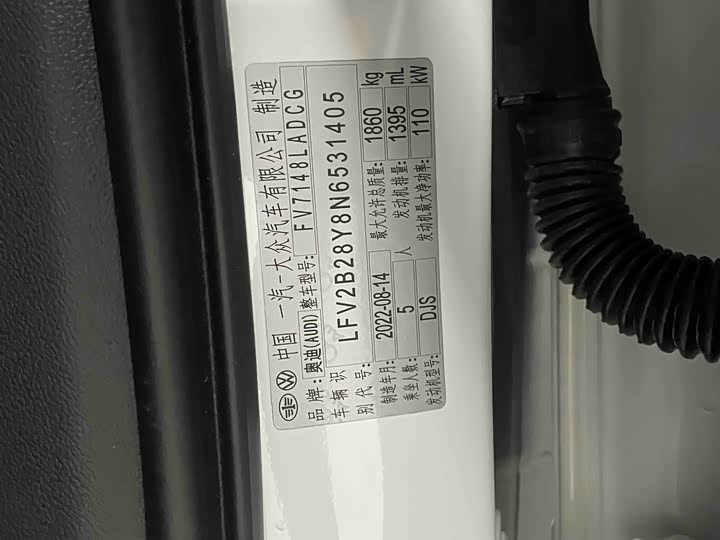 中国 一汽-大众汽车有限公司 制造
品牌:奥迪(AUDI) 整车型号: FV7148LADCG
车辆识别代号: LFV2B28Y8N6531405
制造年月: 2022-08-14 最大允许总质量: 1860 kg
乘坐人数: 5 人 发动机排量: 1395 mL
发动机型号: DJS 发动机最大净功率: 110 kW